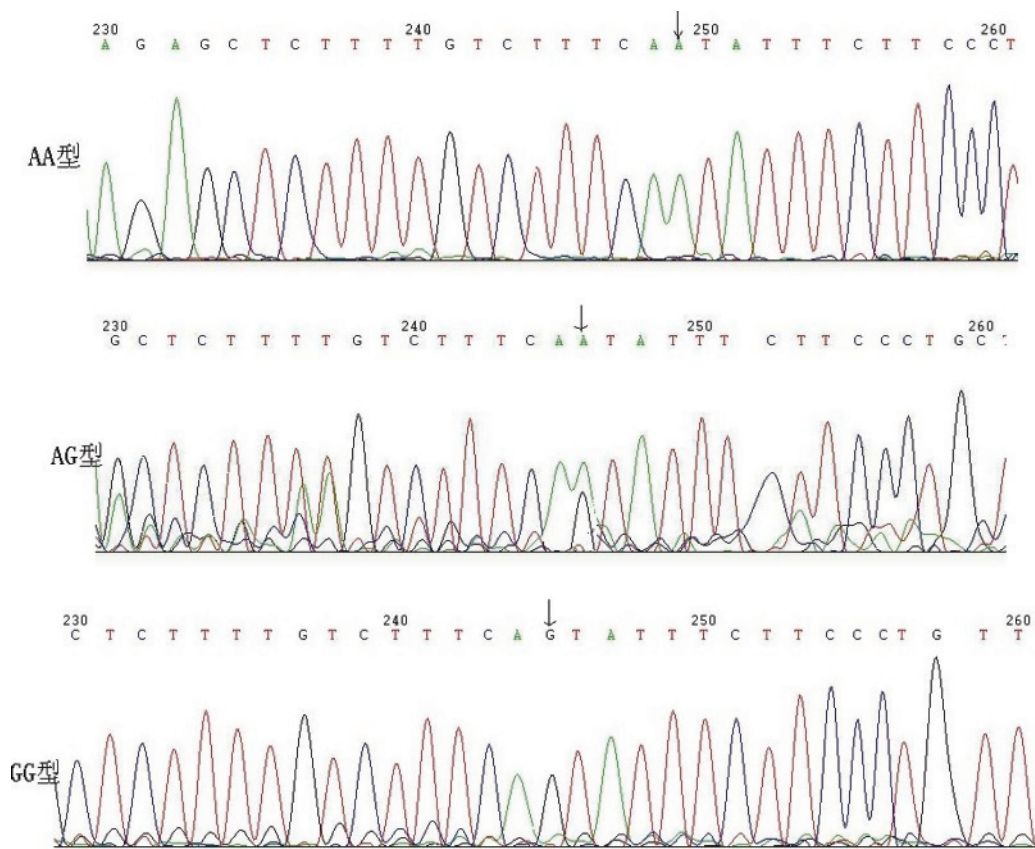 230 240 250 260
A G A G C T C T T T T G T C T T T C A A T A T T T C T T C C C T
AA型
230 240 250 260
G C T C T T T T G T C T T T C A A T A T T T C T T C C C T G C T
AG型
230 240 250 260
C T C T T T T G T C T T T C A G T A T T T C T T C C C T G T T
GG型